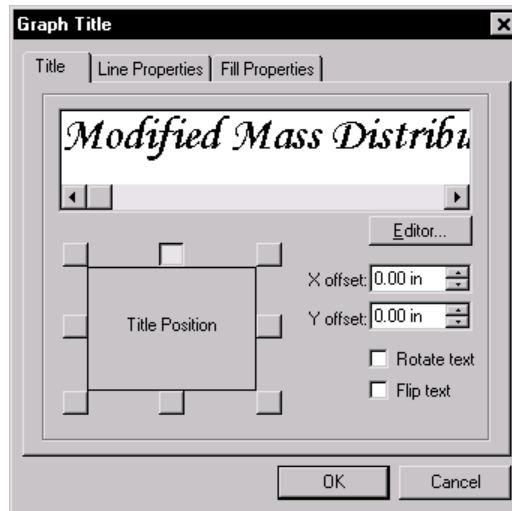 Graph Title
Title Line Properties Fill Properties
Modified Mass Distribu
Editor...
X offset: 0.00 in
Y offset: 0.00 in
Title Position
Rotate text
Flip text
OK Cancel